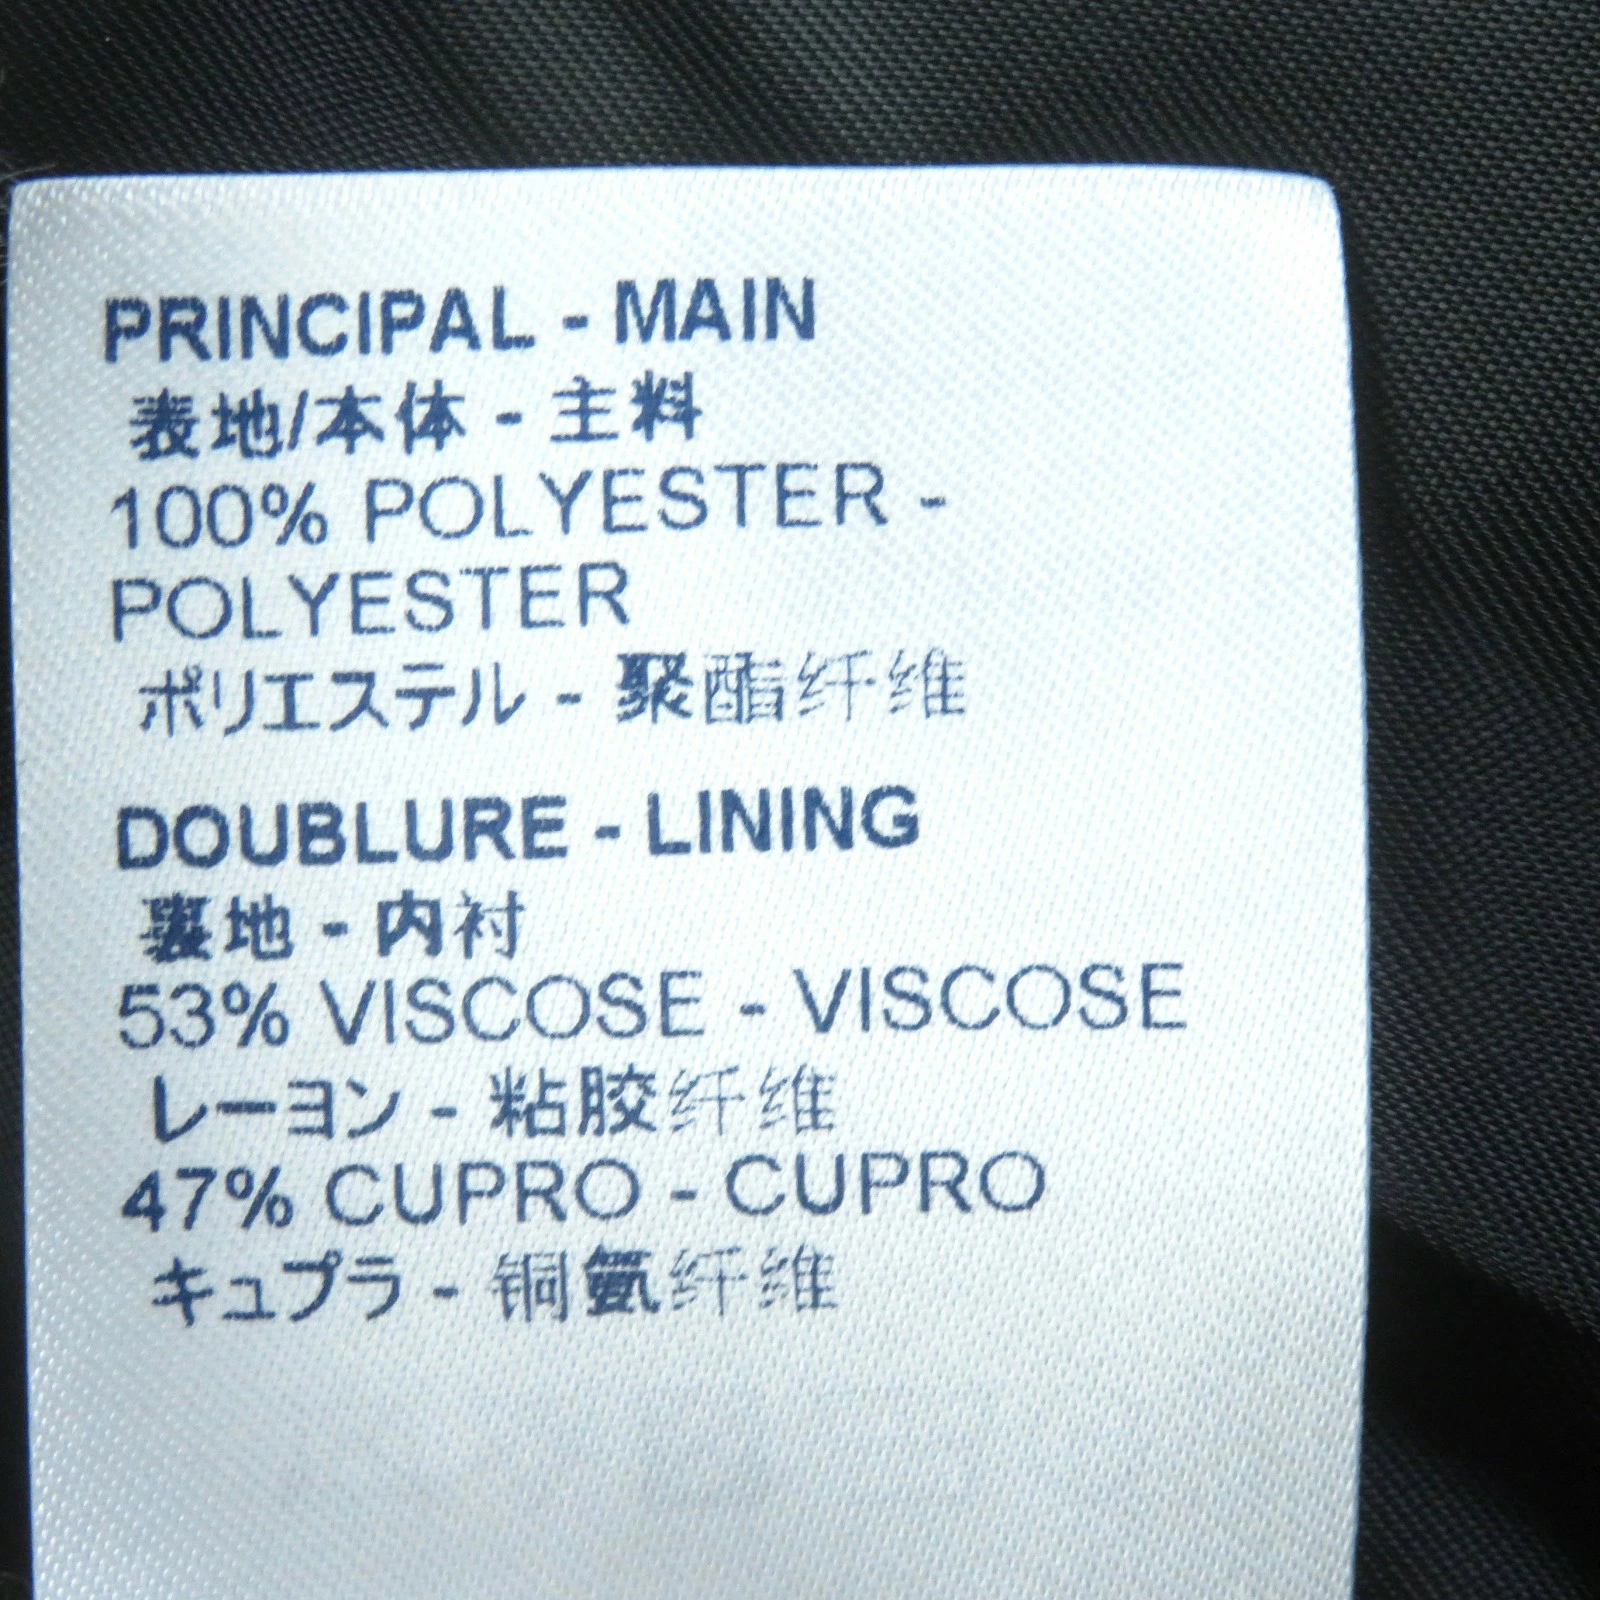 PRINCIPAL - MAIN
表地/本体 - 主料
100% POLYESTER -
POLYESTER
ポリエステル - 聚酯纤维
DOUBLURE - LINING
裏地 - 内衬
53% VISCOSE - VISCOSE
レーヨン - 粘胶纤维
47% CUPRO - CUPRO
キュプラ - 铜氨纤维